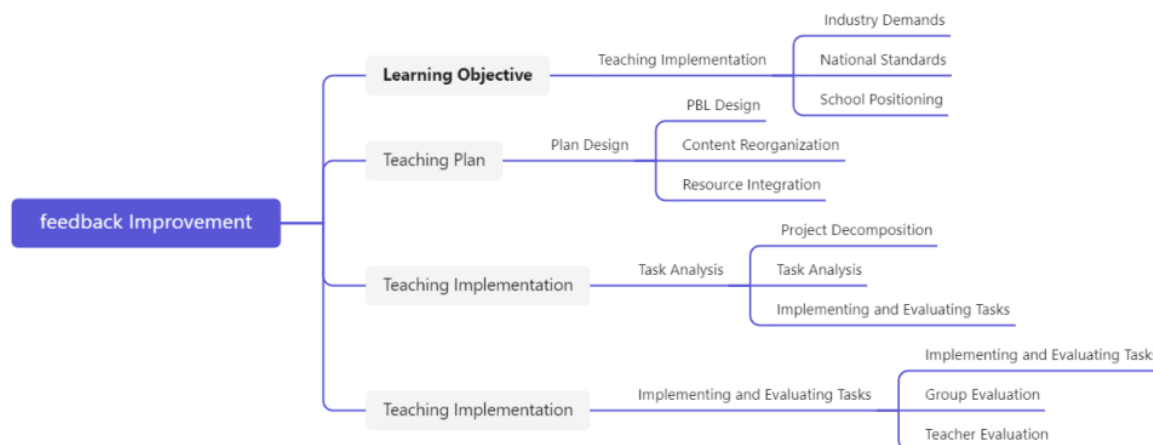 feedback Improvement
Learning Objective
Teaching Implementation
Industry Demands
National Standards
School Positioning
Teaching Plan
Plan Design
PBL Design
Content Reorganization
Resource Integration
Teaching Implementation
Task Analysis
Project Decomposition
Task Analysis
Implementing and Evaluating Tasks
Teaching Implementation
Implementing and Evaluating Tasks
Implementing and Evaluating Tasks
Group Evaluation
Teacher Evaluation